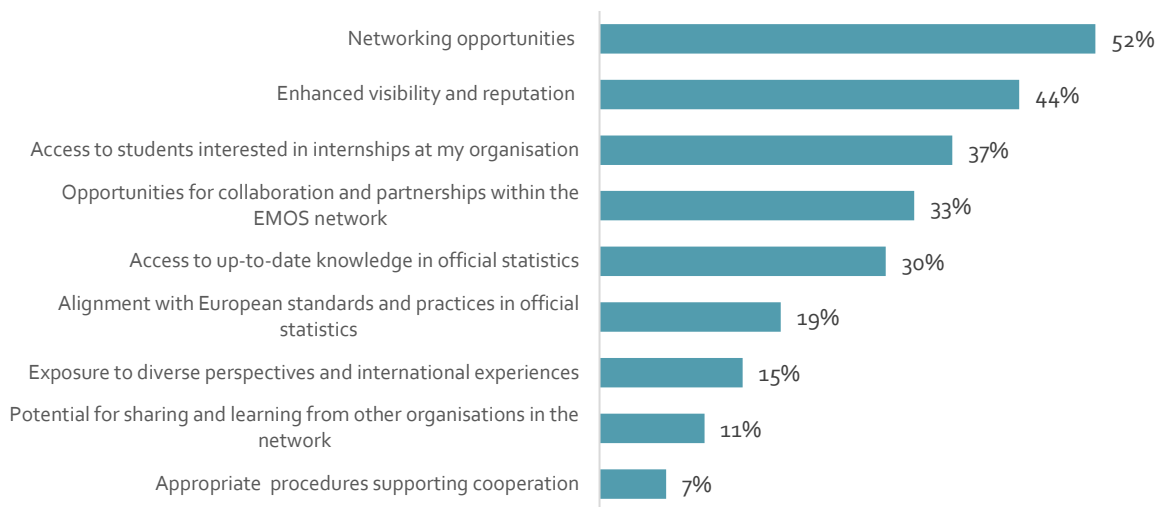 Networking opportunities 52%
Enhanced visibility and reputation 44%
Access to students interested in internships at my organisation 37%
Opportunities for collaboration and partnerships within the
EMOS network 33%
Access to up-to-date knowledge in official statistics 30%
Alignment with European standards and practices in official
statistics 19%
Exposure to diverse perspectives and international experiences 15%
Potential for sharing and learning from other organisations in the
network 11%
Appropriate procedures supporting cooperation 7%